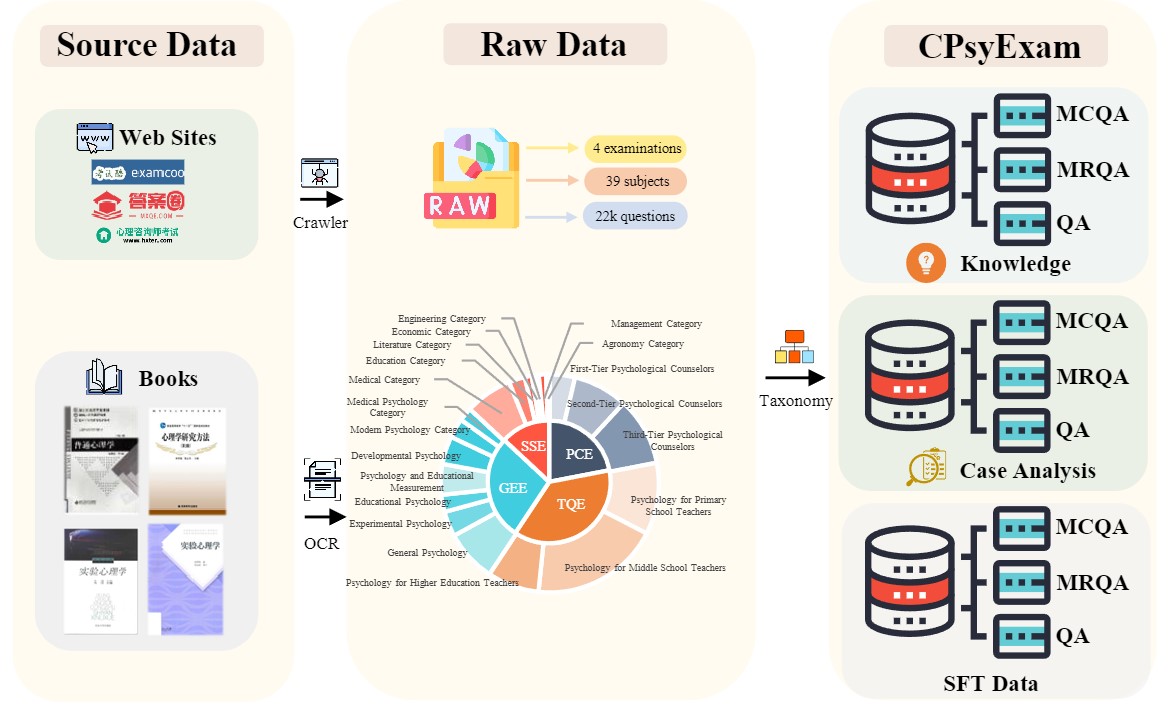 Source Data
Web Sites
www
考试酷 examcoo
答案圈
MIQE.COM
心理咨询师考试
www.hxter.com
Books
普通心理学
心理学研究方法
实验心理学
实验心理学
Crawler
OCR
Raw Data
RAW
4 examinations
39 subjects
22k questions
Engineering Category
Economic Category
Literature Category
Education Category
Medical Category
Medical Psychology
Category
Modern Psychology Category
Developmental Psychology
Psychology and Educational
Measurement
Educational Psychology
Experimental Psychology
General Psychology
Psychology for Higher Education Teachers
Management Category
Agronomy Category
First-Tier Psychological Counselors
Second-Tier Psychological Counselors
Third-Tier Psychological
Counselors
Psychology for Primary
School Teachers
Psychology for Middle School Teachers
SSE
PCE
GEE
TQE
Taxonomy
CPsyExam
MCQA
MRQA
QA
Knowledge
MCQA
MRQA
QA
Case Analysis
MCQA
MRQA
QA
SFT Data